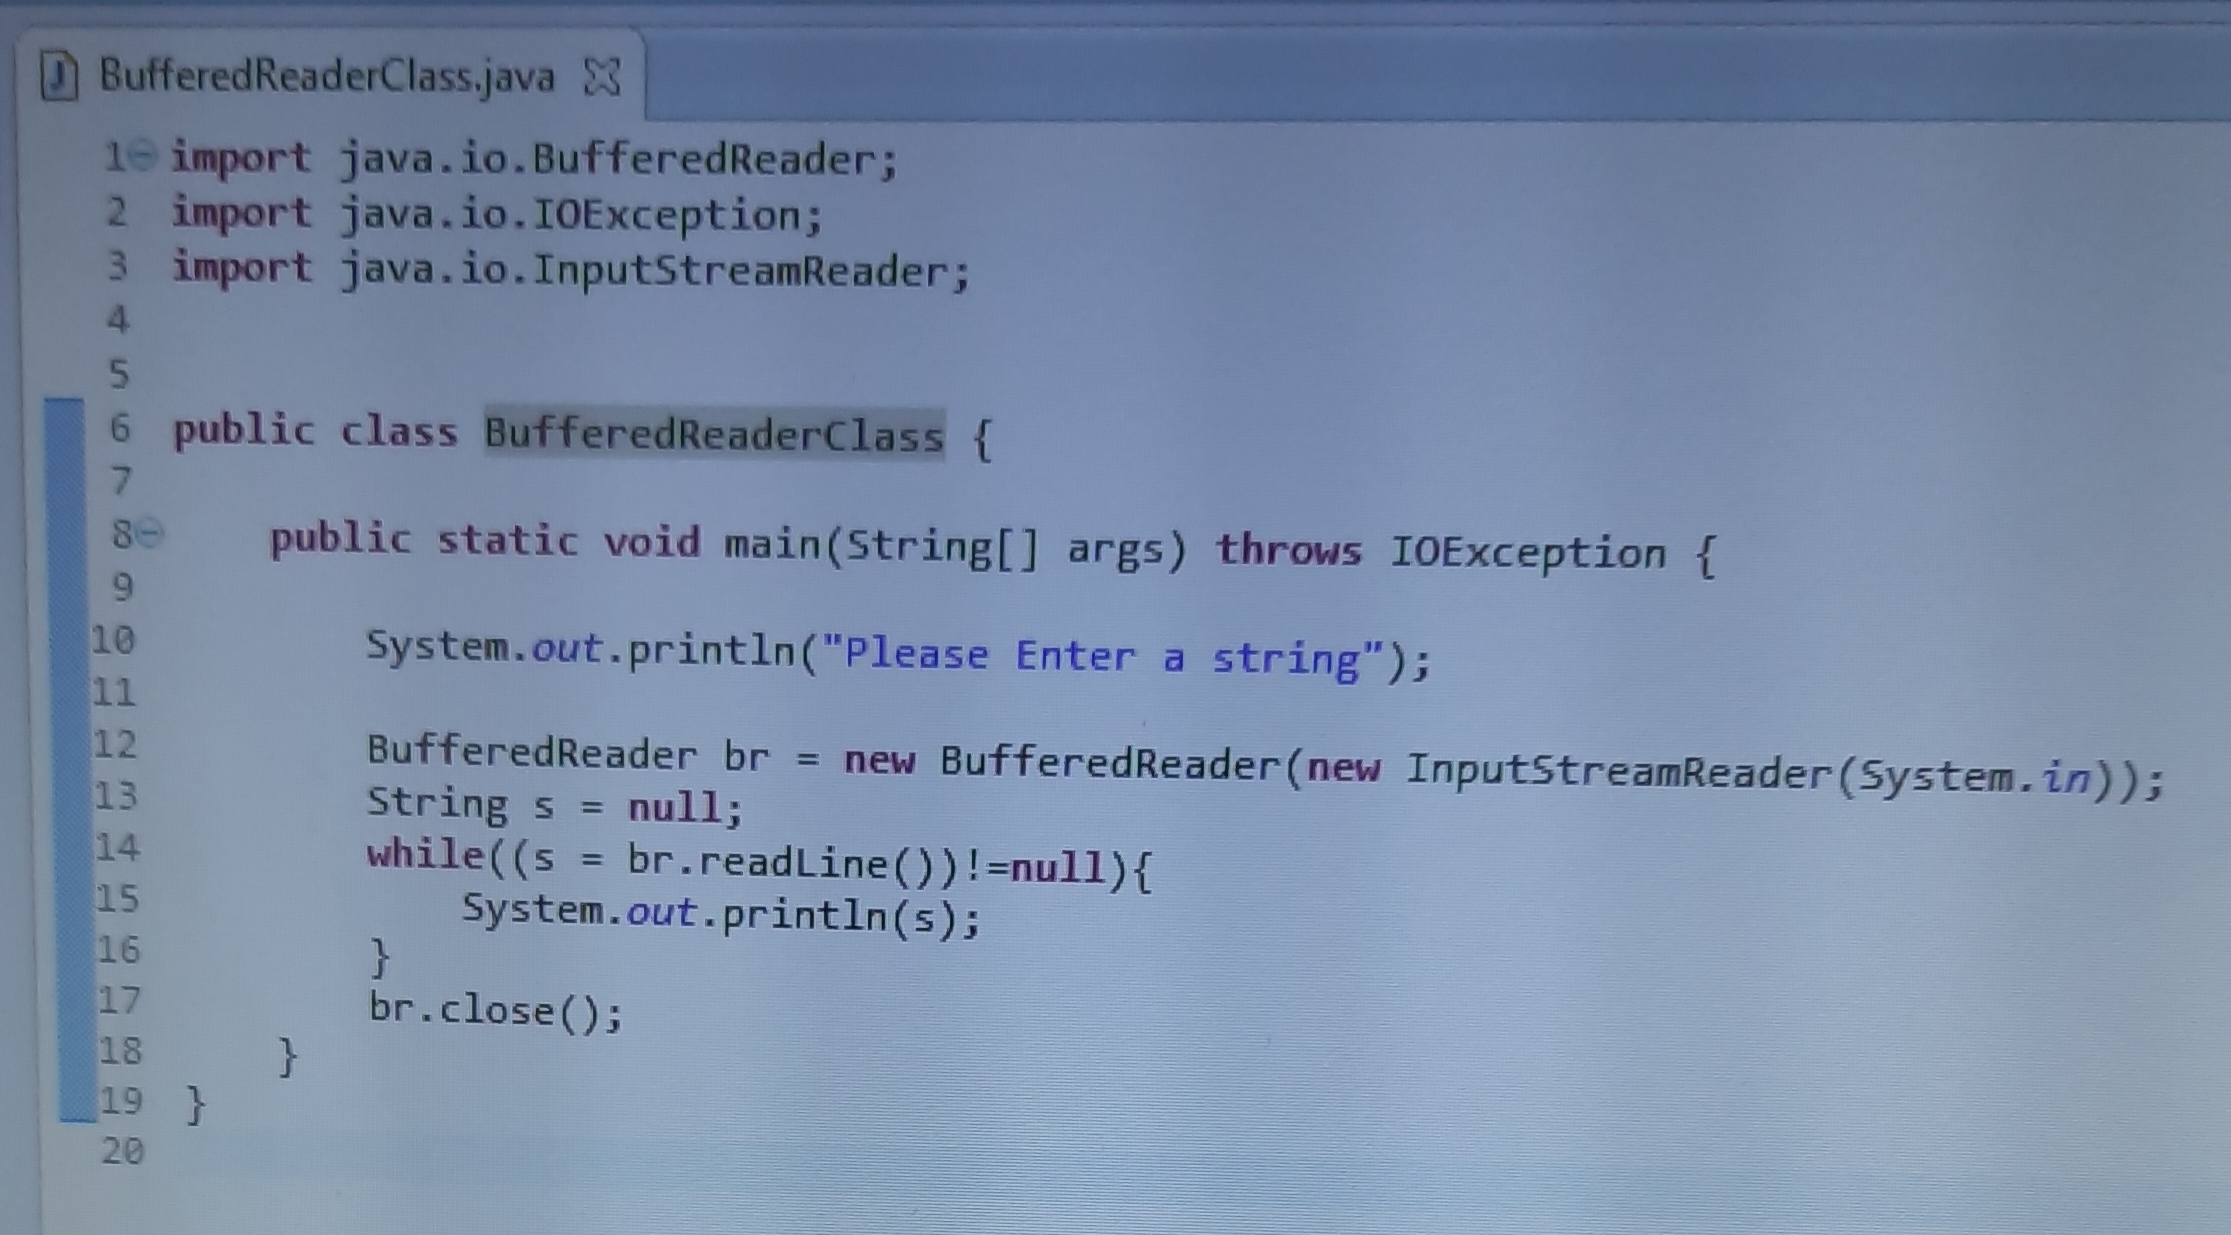 BufferedReaderClass.java
1 import java.io.BufferedReader;
2 import java.io.IOException;
3 import java.io.InputStreamReader;
4
5
6 public class BufferedReaderClass {
7
8     public static void main(String[] args) throws IOException {
9
10         System.out.println("Please Enter a string");
11
12         BufferedReader br = new BufferedReader(new InputStreamReader(System.in));
13         String s = null;
14         while((s = br.readLine())!=null){
15             System.out.println(s);
16         }
17         br.close();
18     }
19 }
20